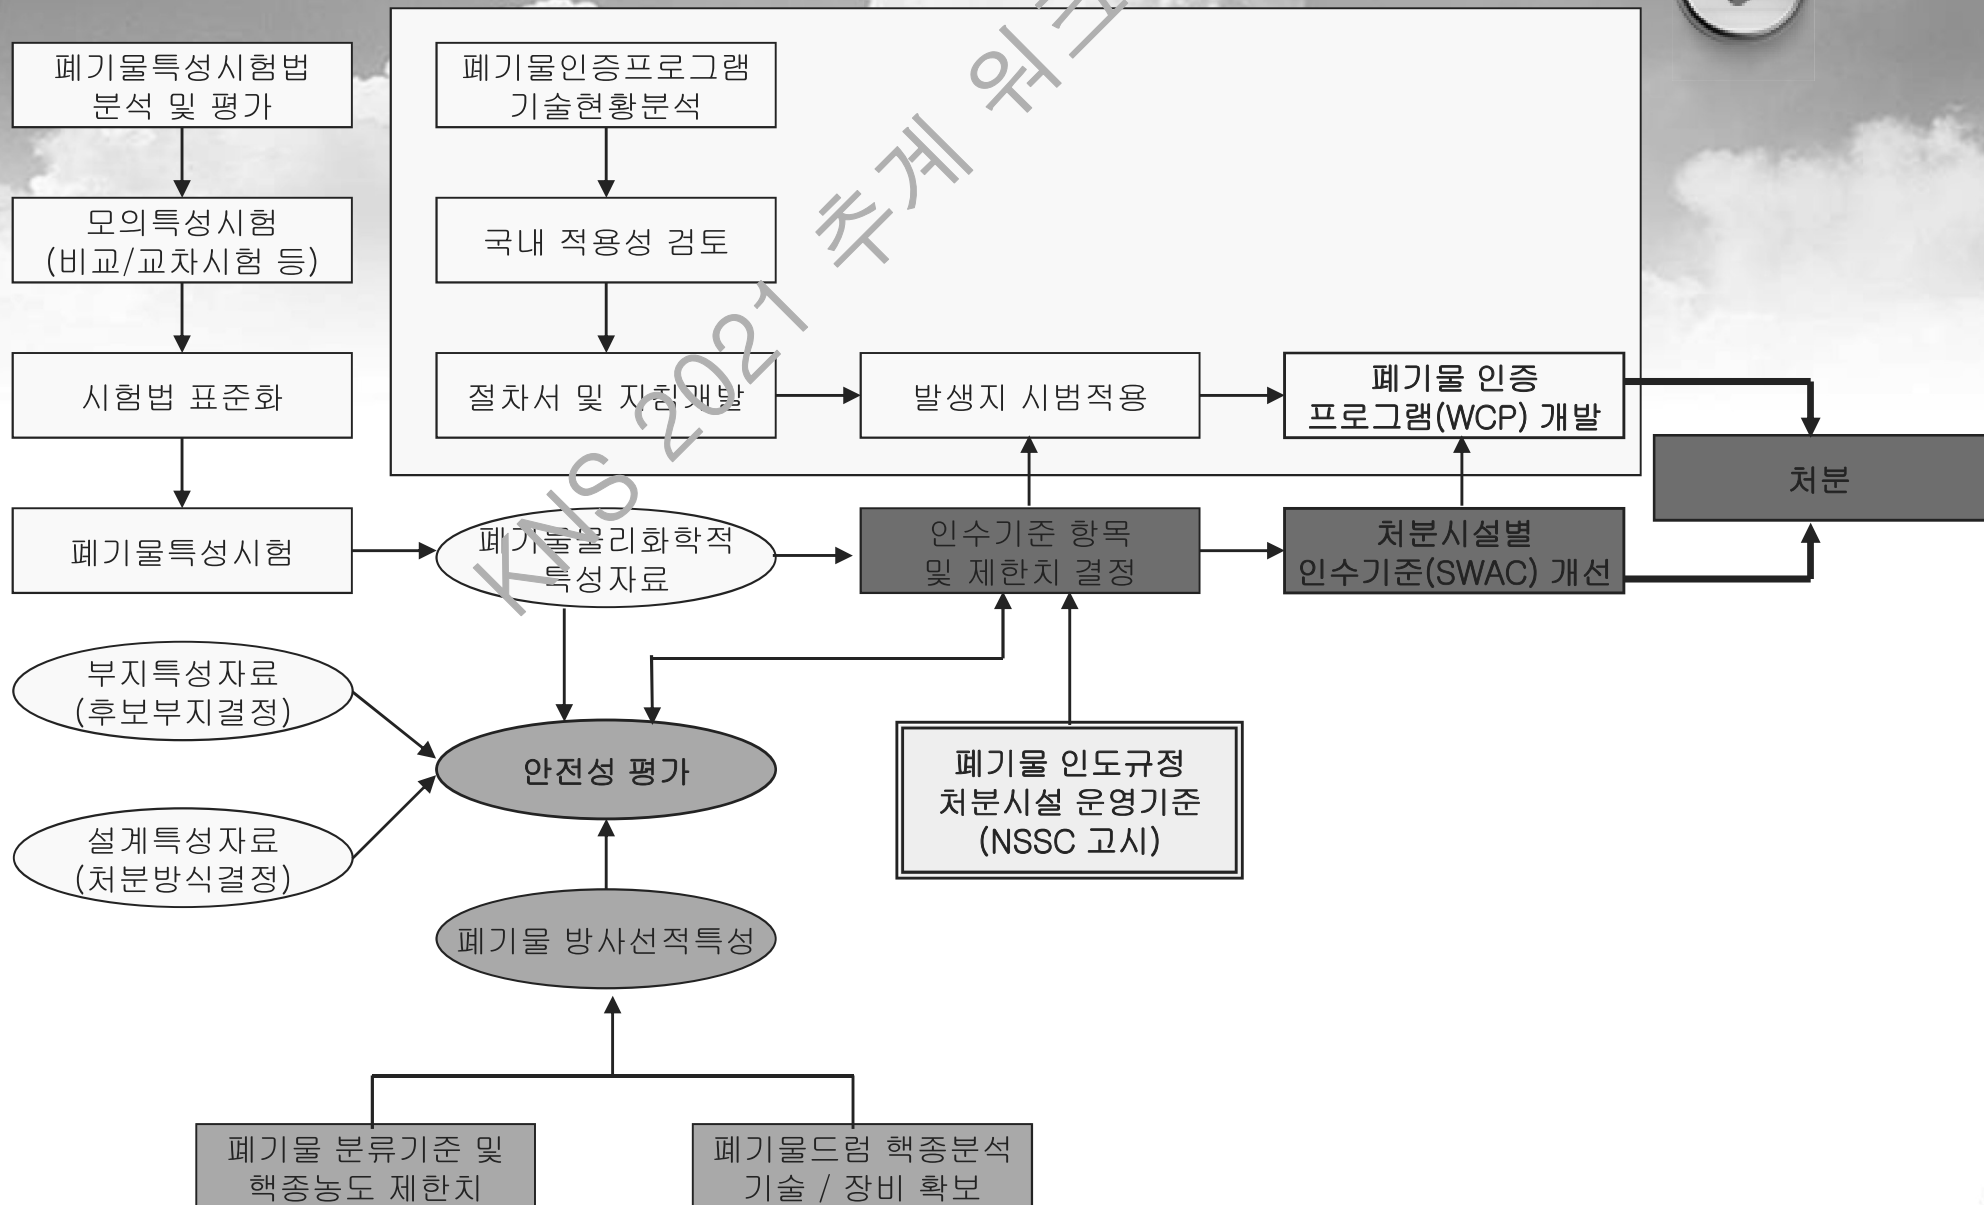 폐기물특성시험법
분석 및 평가
폐기물인증프로그램
기술현황분석
모의특성시험
(비교/교차시험 등)
국내 적용성 검토
시험법 표준화
절차서 및 지침개발
발생지 시범적용
폐기물 인증
프로그램(WCP) 개발
처분
폐기물특성시험
폐기물물리화학적
특성자료
인수기준 항목
및 제한치 결정
처분시설별
인수기준(SWAC) 개선
부지특성자료
(후보부지결정)
안전성 평가
폐기물 인도규정
처분시설 운영기준
(NSSC 고시)
설계특성자료
(처분방식결정)
폐기물 방사선적특성
폐기물 분류기준 및
핵종농도 제한치
폐기물드럼 핵종분석
기술 / 장비 확보
KNS 2021 추계